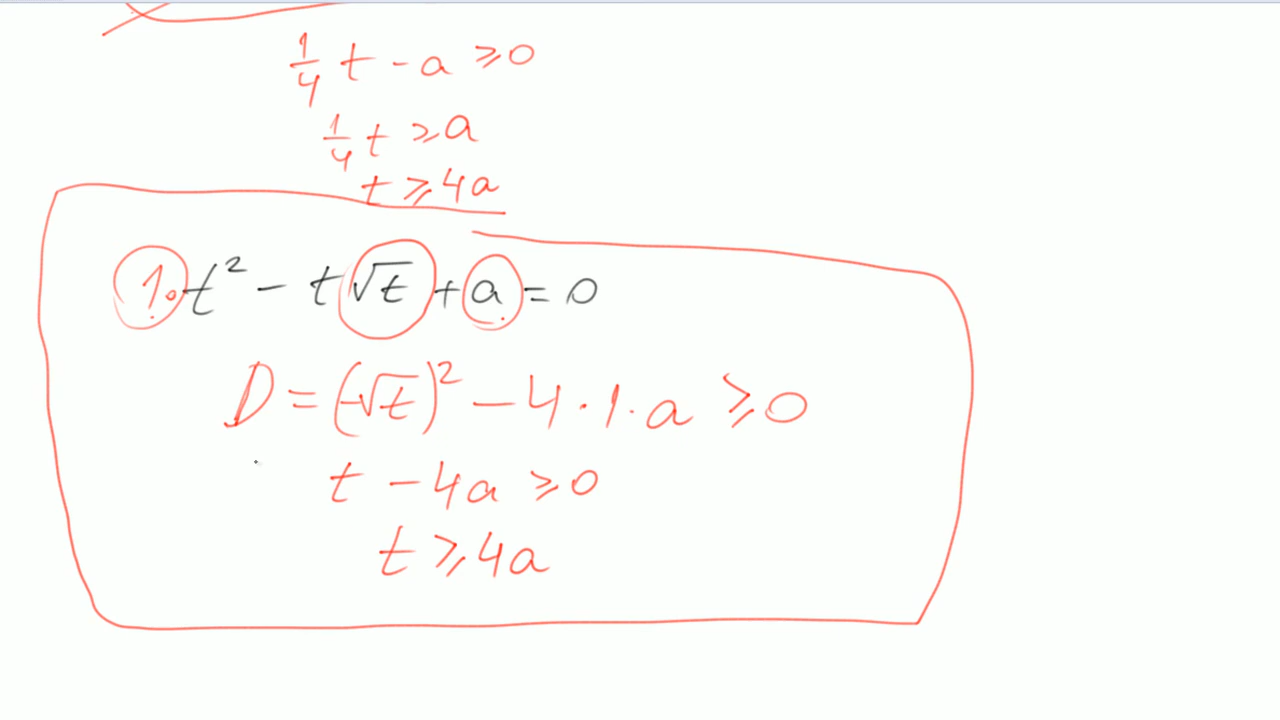 1/4 t - a ≥ 0
1/4 t ≥ a
t ≥ 4a
1. t² - t√t + a = 0
D = (-√t)² - 4 · 1 · a ≥ 0
t - 4a ≥ 0
t ≥ 4a